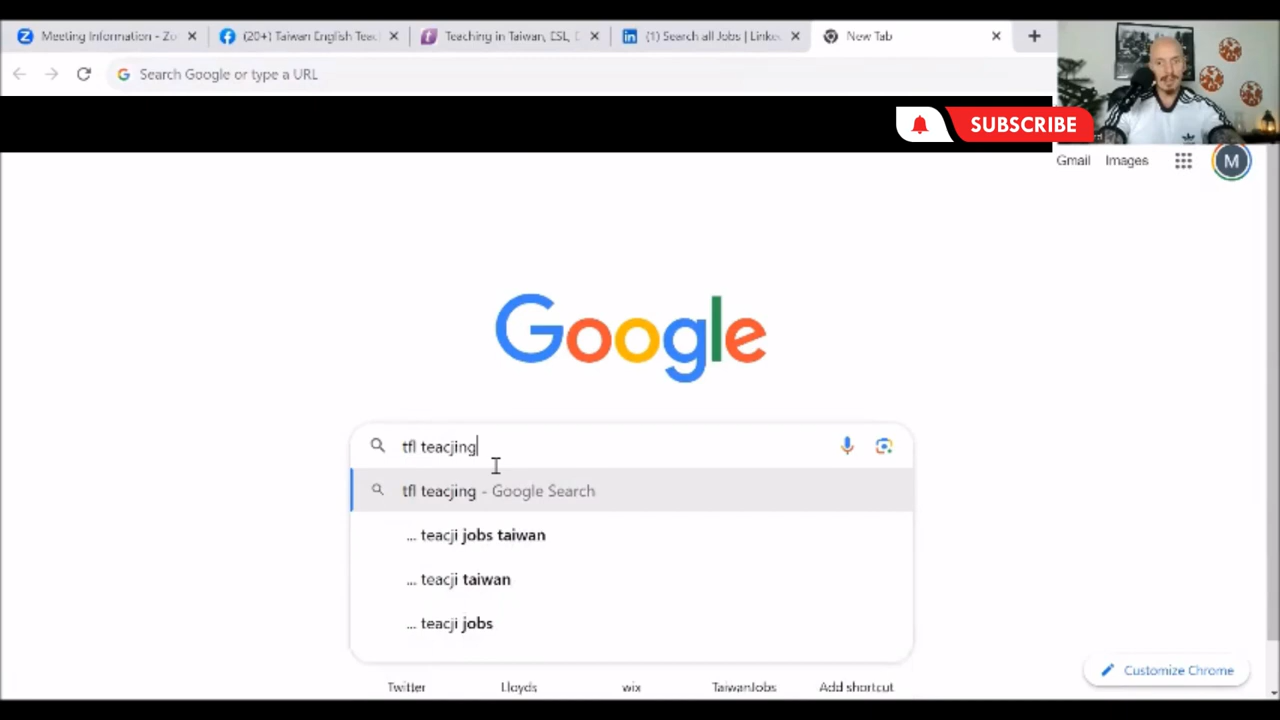 Meeting Information - Zo
(20+) Taiwan English Teac
Teaching in Taiwan, ESL, E
(1) Search all Jobs | Linke
New Tab
Search Google or type a URL
SUBSCRIBE
Gmail
Images
M
Google
tfl teacjing
tfl teacjing - Google Search
... teacji jobs taiwan
... teacji taiwan
... teacji jobs
Twitter
Lloyds
wix
TaiwanJobs
Add shortcut
Customize Chrome